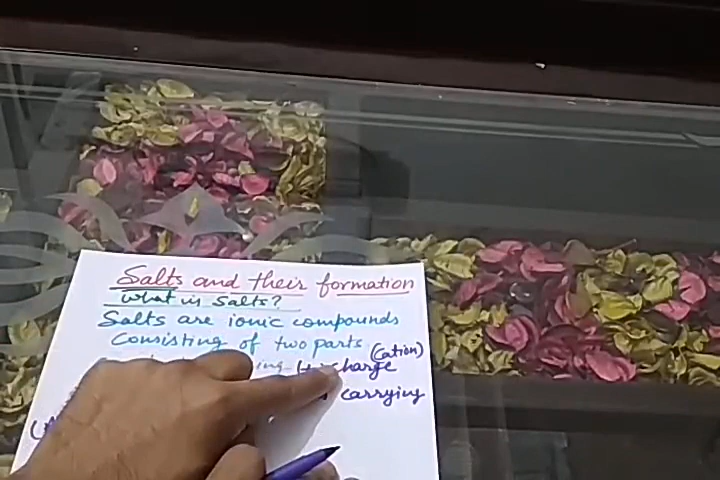 Salts and their formation
What is Salts?
Salts are ionic compounds
Consisting of two parts
(cation)
charge
carrying